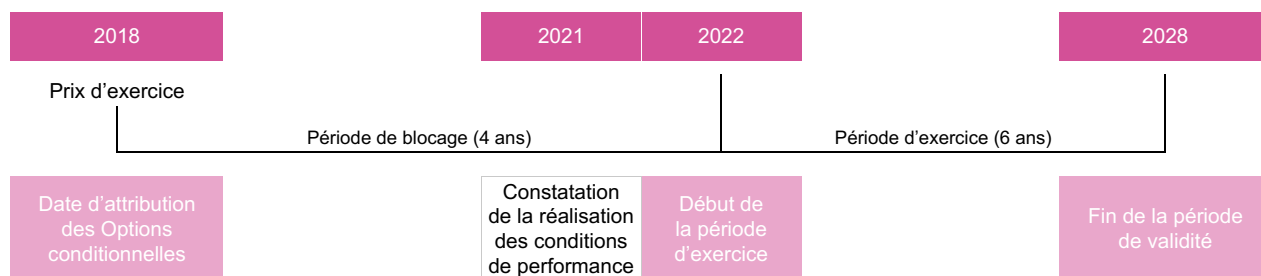 2018
2021
2022
2028
Prix d’exercice
Période de blocage (4 ans)
Période d’exercice (6 ans)
Date d’attribution
des Options
conditionnelles
Constatation
de la réalisation
des conditions
de performance
Début de
la période
d’exercice
Fin de la période
de validité